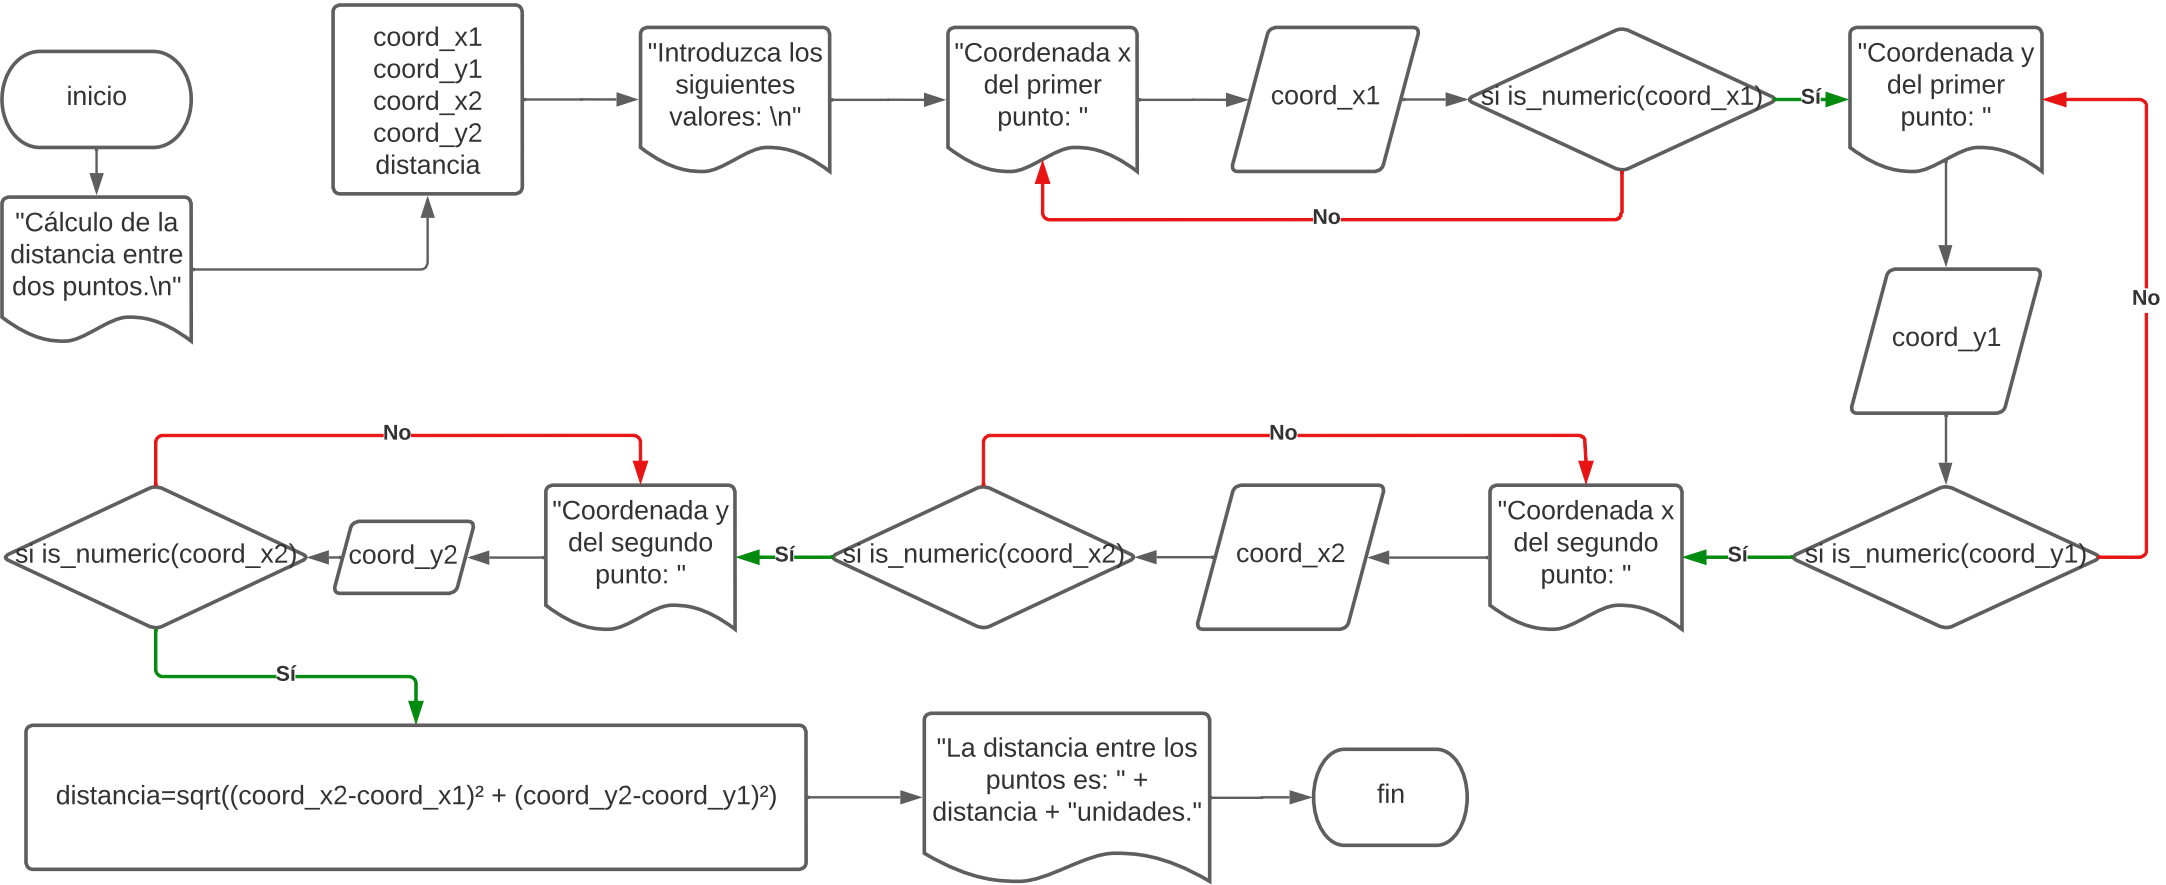 inicio
"Cálculo de la
distancia entre
dos puntos.\n"
coord_x1
coord_y1
coord_x2
coord_y2
distancia
"Introduzca los
siguientes
valores: \n"
"Coordenada x
del primer
punto: "
coord_x1
si is_numeric(coord_x1)
No
Sí
"Coordenada y
del primer
punto: "
coord_y1
si is_numeric(coord_y1)
No
Sí
"Coordenada x
del segundo
punto: "
coord_x2
si is_numeric(coord_x2)
No
Sí
"Coordenada y
del segundo
punto: "
coord_y2
si is_numeric(coord_x2)
No
Sí
distancia=sqrt((coord_x2-coord_x1)² + (coord_y2-coord_y1)²)
"La distancia entre los
puntos es: " +
distancia + "unidades."
fin